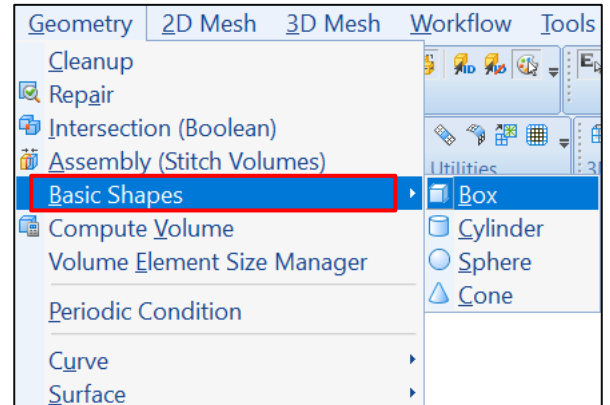 Geometry 2D Mesh 3D Mesh Workflow Tools
Cleanup
Repair
Intersection (Boolean)
Assembly (Stitch Volumes)
Utilities
Basic Shapes
Box
Compute Volume
Cylinder
Volume Element Size Manager
Sphere
Cone
Periodic Condition
Curve
Surface